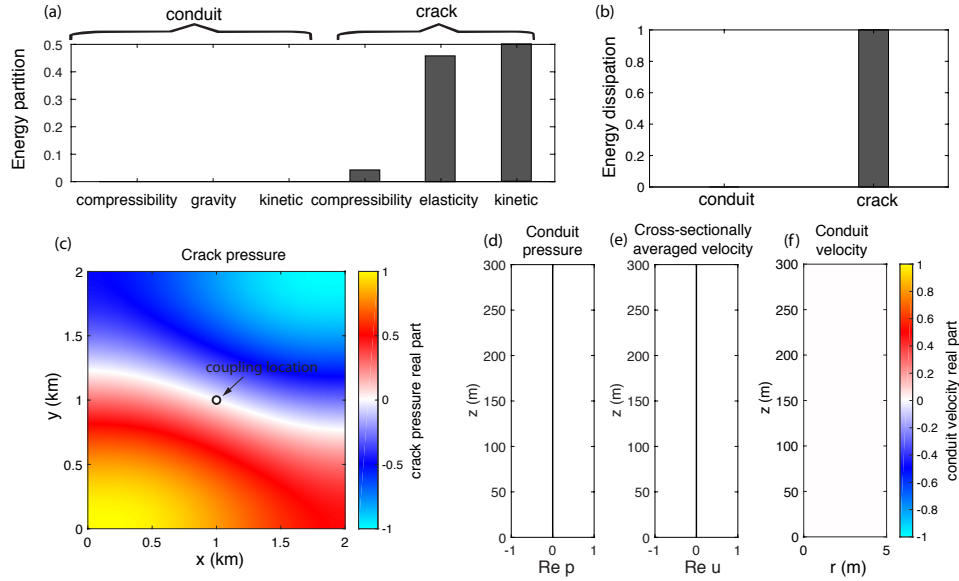 (a)
conduit
crack
Energy partition
0.5
0.4
0.3
0.2
0.1
0
compressibility
gravity
kinetic
compressibility
elasticity
kinetic
(b)
Energy dissipation
1
0.8
0.6
0.4
0.2
0
conduit
crack
(c)
Crack pressure
y (km)
2
1.5
1
0.5
0
coupling location
0
0.5
1
1.5
2
x (km)
1
0.5
0
-0.5
-1
crack pressure real part
(d)
Conduit
pressure
z (m)
300
250
200
150
100
50
0
-1
0
1
Re p
(e)
Cross-sectionally
averaged velocity
z (m)
300
250
200
150
100
50
0
-1
0
1
Re u
(f)
Conduit
velocity
z (m)
300
250
200
150
100
50
0
0
5
r (m)
1
0.8
0.6
0.4
0.2
0
-0.2
-0.4
-0.6
-0.8
-1
conduit velocity real part